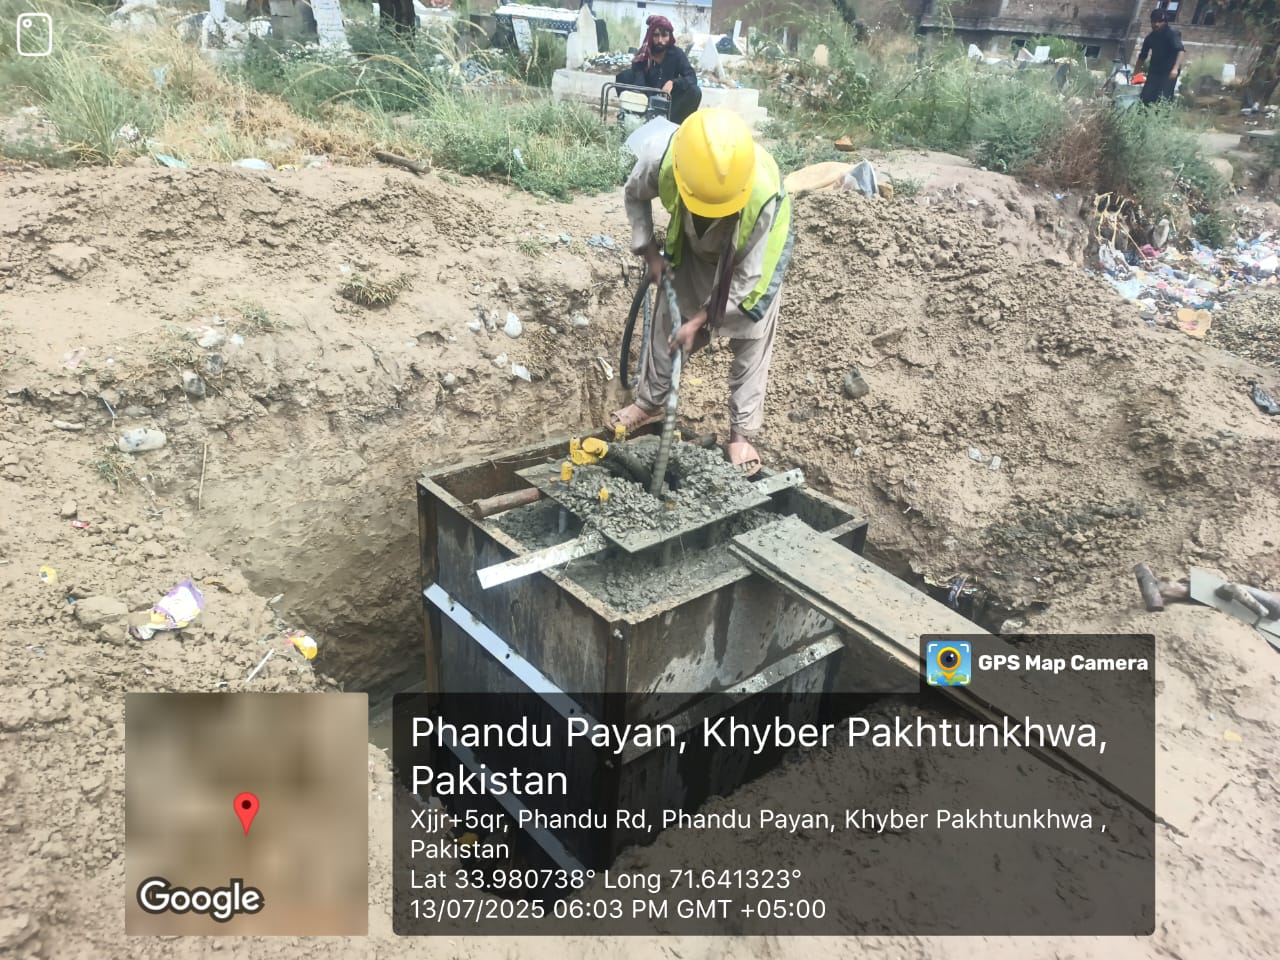 GPS Map Camera
Phandu Payan, Khyber Pakhtunkhwa,
Pakistan
Xjjr+5qr, Phandu Rd, Phandu Payan, Khyber Pakhtunkhwa ,
Pakistan
Lat 33.980738° Long 71.641323°
13/07/2025 06:03 PM GMT +05:00
Google